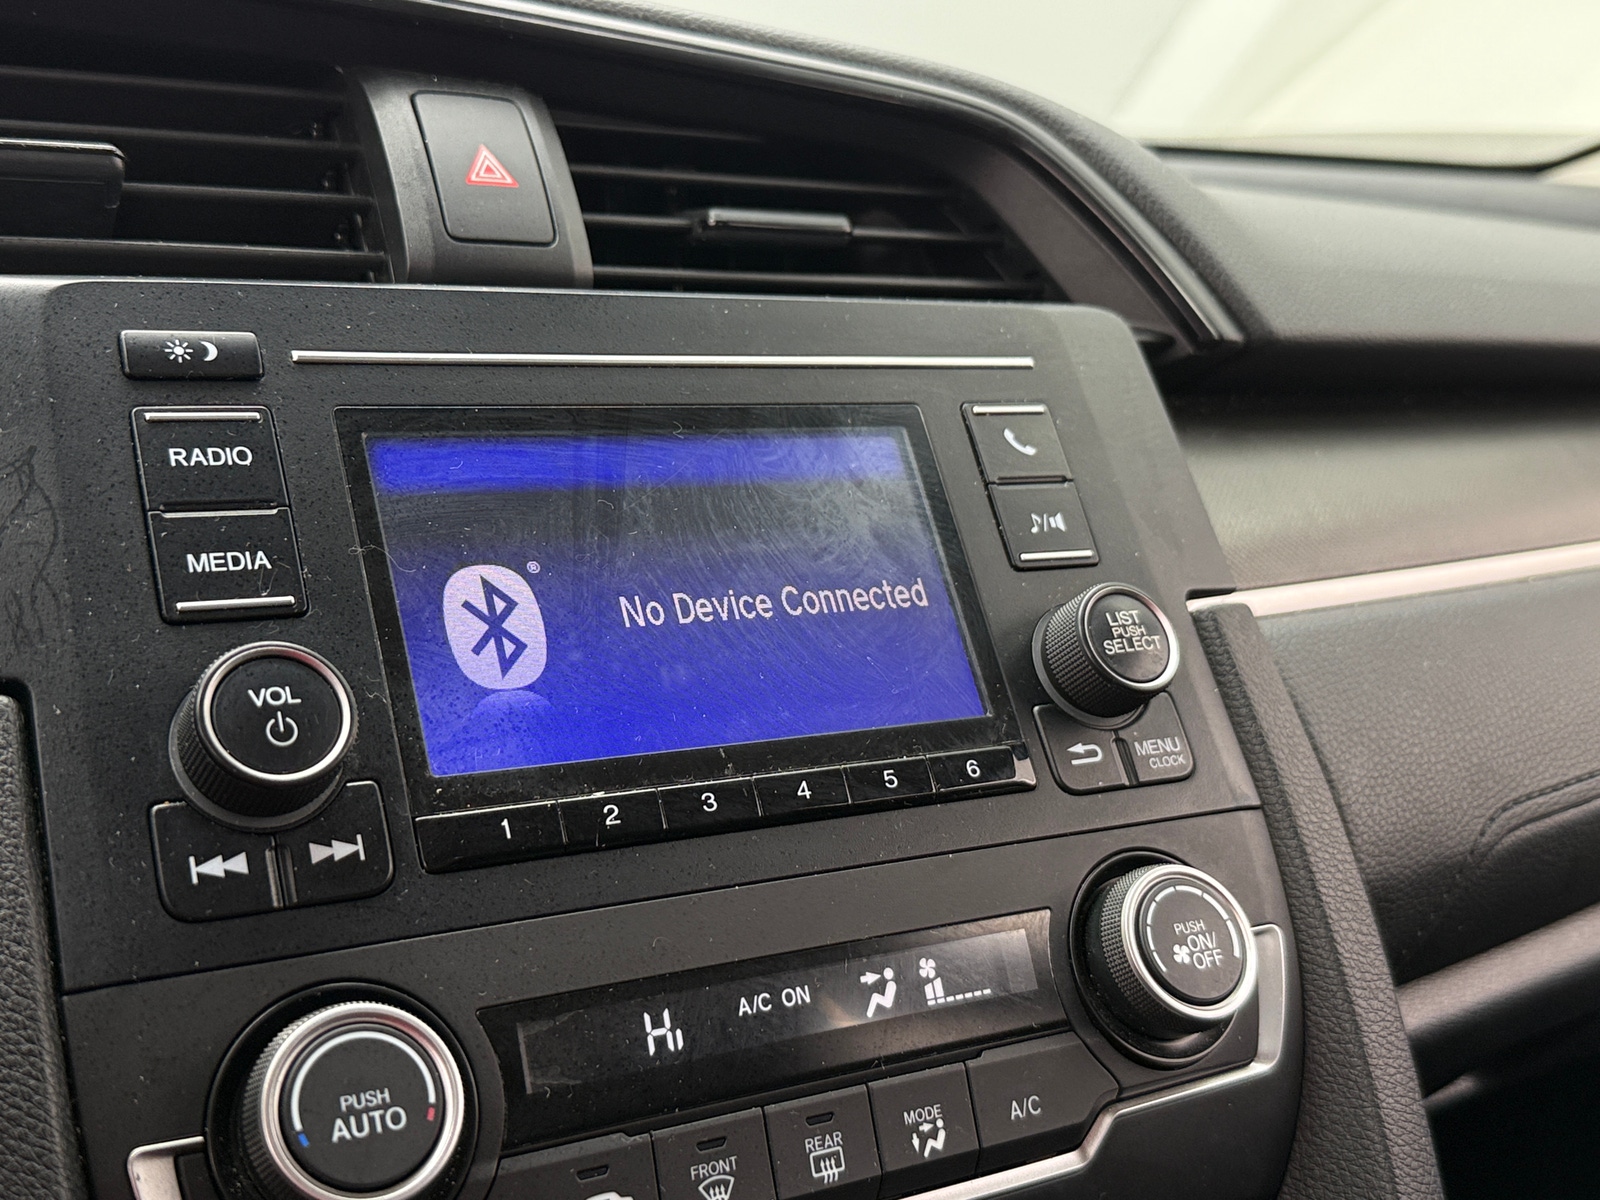 RADIO
MEDIA
VOL
®
No Device Connected
LIST
PUSH
SELECT
MENU
CLOCK
1 2 3 4 5 6
PUSH
ON/
OFF
HI
A/C ON
PUSH
AUTO
FRONT
REAR
MODE
A/C